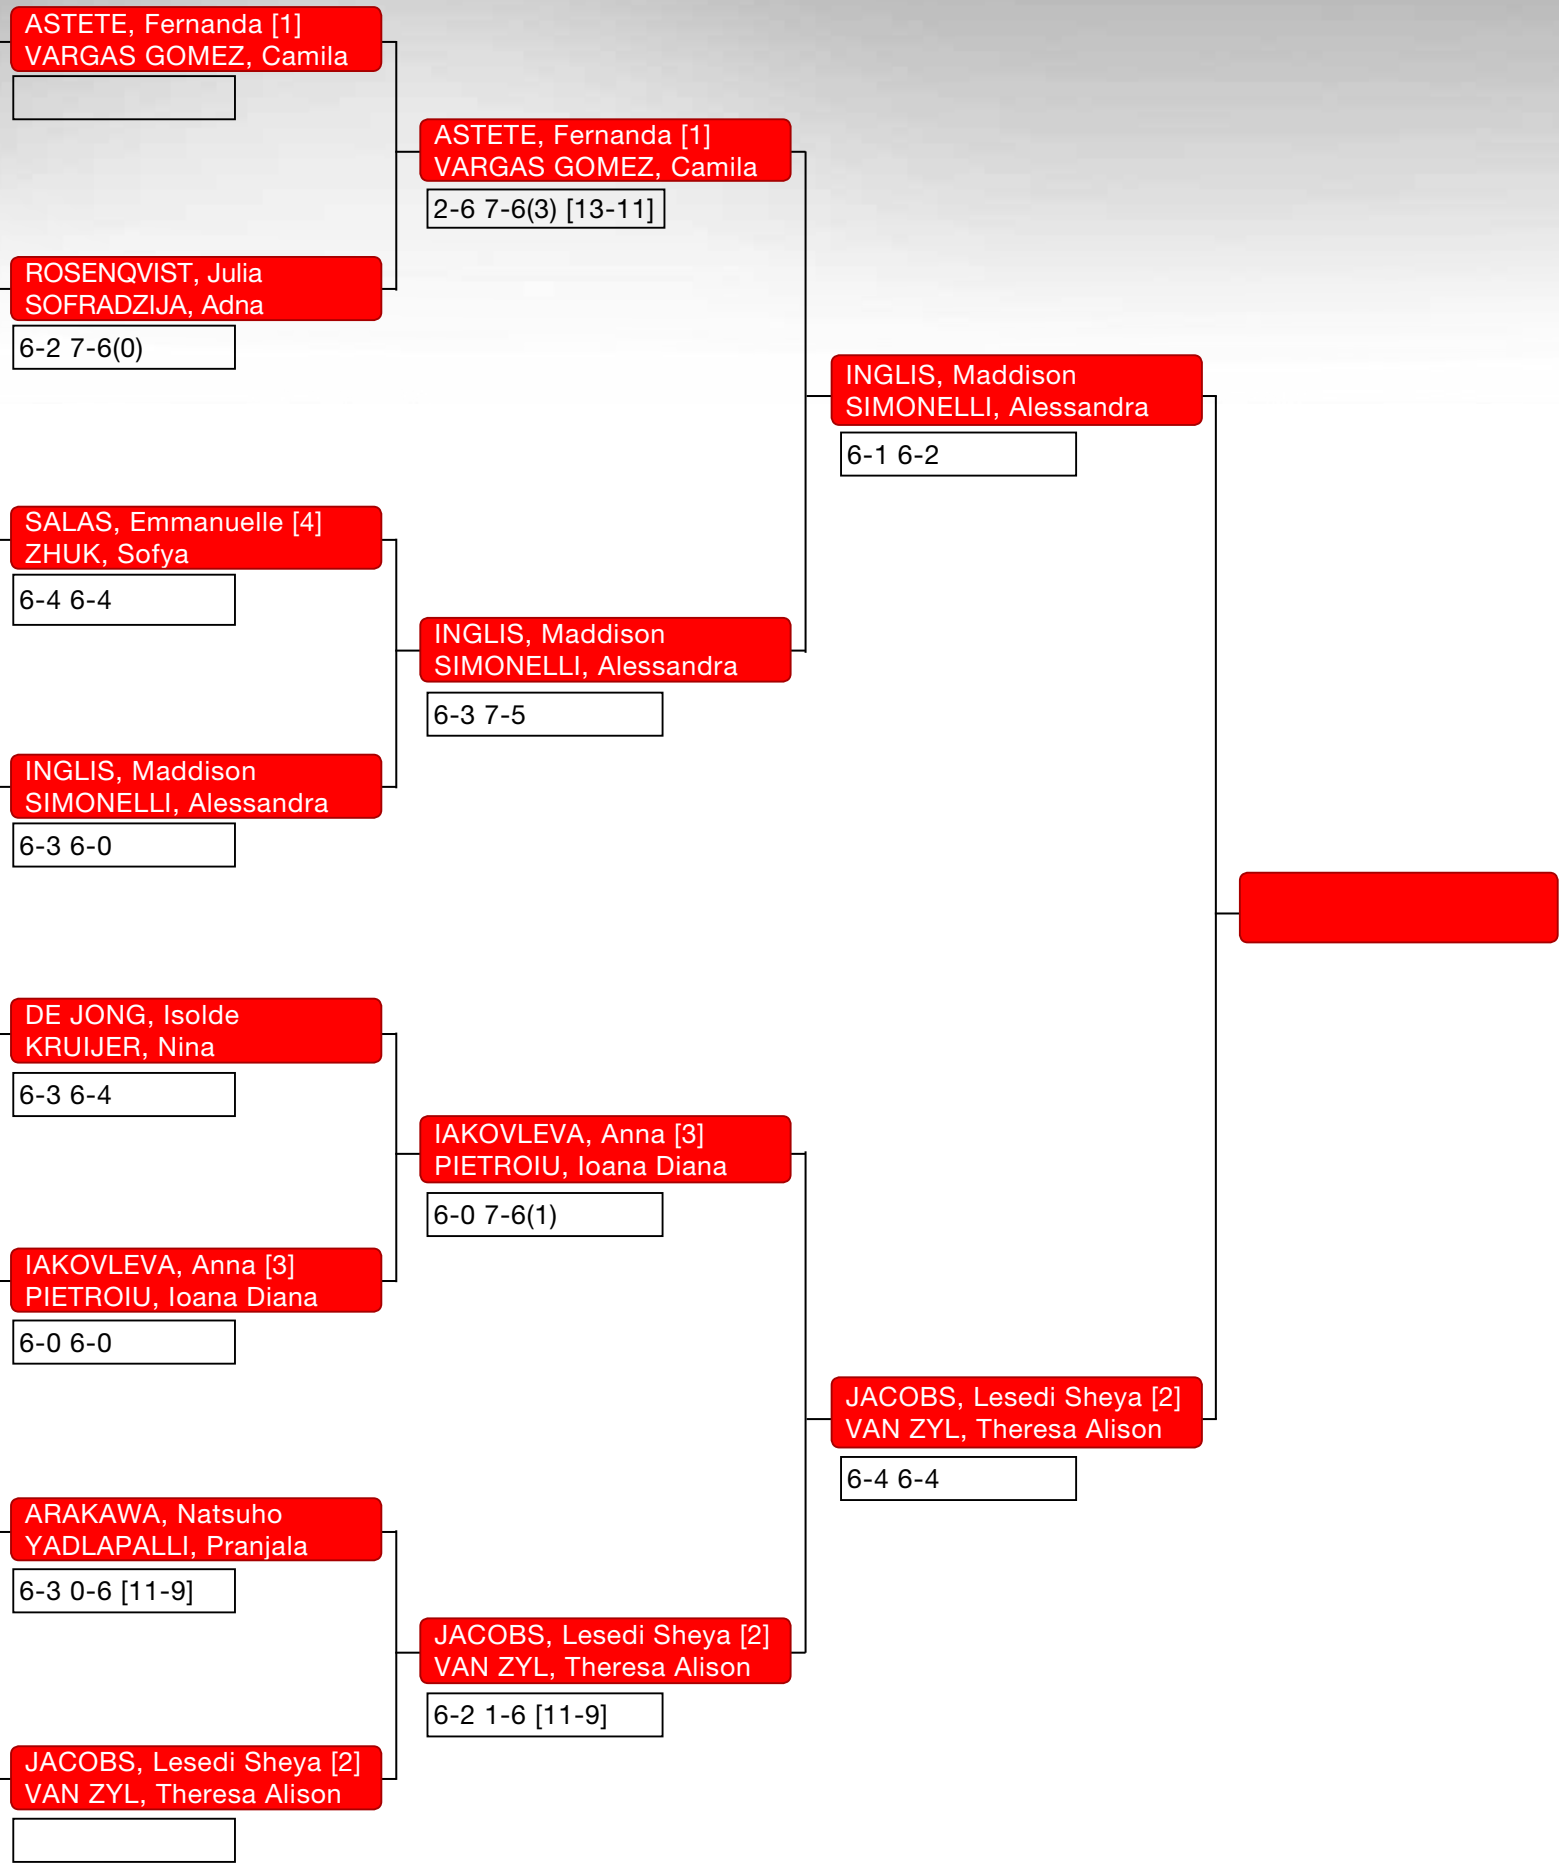 ASTETE, Fernanda [1]
VARGAS GOMEZ, Camila
ROSENQVIST, Julia
SOFRADZIJA, Adna
6-2 7-6(0)
SALAS, Emmanuelle [4]
ZHUK, Sofya
6-4 6-4
INGLIS, Maddison
SIMONELLI, Alessandra
6-3 6-0
DE JONG, Isolde
KRUIJER, Nina
6-3 6-4
IAKOVLEVA, Anna [3]
PIETROIU, Ioana Diana
6-0 6-0
ARAKAWA, Natsuho
YADLAPALLI, Pranjala
6-3 0-6 [11-9]
JACOBS, Lesedi Sheya [2]
VAN ZYL, Theresa Alison
ASTETE, Fernanda [1]
VARGAS GOMEZ, Camila
2-6 7-6(3) [13-11]
INGLIS, Maddison
SIMONELLI, Alessandra
6-3 7-5
IAKOVLEVA, Anna [3]
PIETROIU, Ioana Diana
6-0 7-6(1)
JACOBS, Lesedi Sheya [2]
VAN ZYL, Theresa Alison
6-2 1-6 [11-9]
INGLIS, Maddison
SIMONELLI, Alessandra
6-1 6-2
JACOBS, Lesedi Sheya [2]
VAN ZYL, Theresa Alison
6-4 6-4